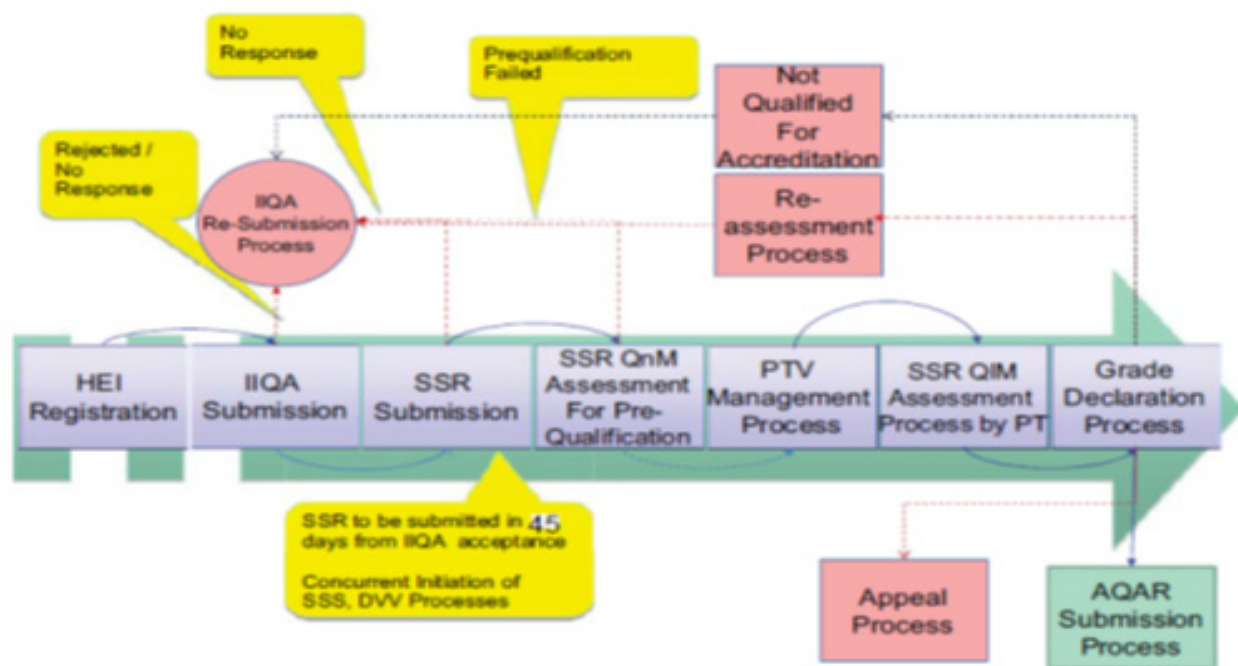 No
Response
Prequalification
Failed
Not
Qualified
For
Accreditation
Rejected /
No
Response
IIQA
Re-Submission
Process
Re-
assessment
Process
HEI
Registration
IIQA
Submission
SSR
Submission
SSR QnM
Assessment
For Pre-
Qualification
PTV
Management
Process
SSR QlM
Assessment
Process by PT
Grade
Declaration
Process
SSR to be submitted in 45
days from IIQA acceptance
Concurrent Initiation of
SSS, DVV Processes
Appeal
Process
AQAR
Submission
Process